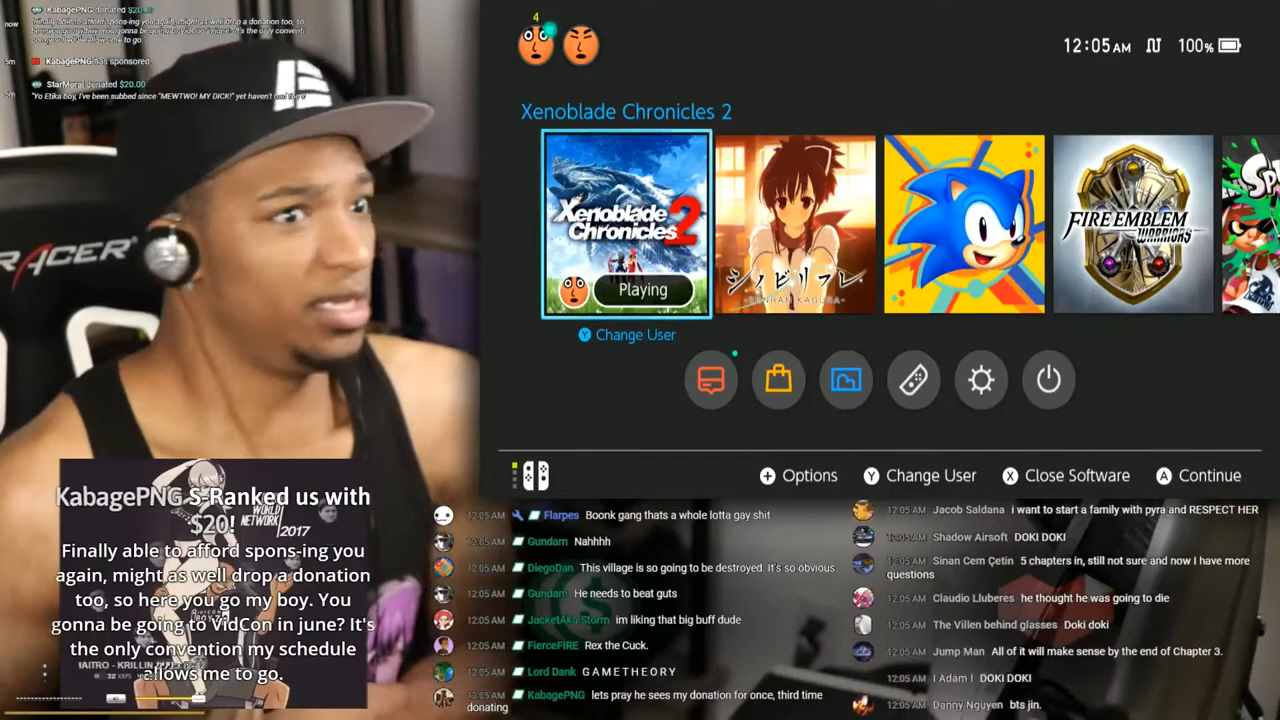 KabagePNG donated $20.00
now
KabagePNG has sponsored
StarMoral donated $20.00
"Yo Etika boy, I've been subbed since "MEWTWO! MY DICK!" yet haven't
RACER
KabagePNG S-Ranked us with
$20!
WORLD
NETWORK
2017
Finally able to afford spons-ing you
again, might as well drop a donation
too, so here you go my boy. You
gonna be going to VidCon in june? It's
the only convention my schedule
allows me to go.
4
12:05AM 100%
Xenoblade Chronicles 2
Xenoblade
Chronicles 2
Playing
シノビリフレ
-SENRAN KAGURA-
FIRE EMBLEM
WARRIORS
Y Change User
+ Options Y Change User X Close Software A Continue
12:05 AM Flarpes Boonk gang thats a whole lotta gay shit
12:05 AM Gundam Nahhhh
12:05 AM DiegoDan This village is so going to be destroyed. It's so obvious.
12:05 AM Gundam He needs to beat guts
12:05 AM JacketAka Storm im liking that big buff dude
12:05 AM FierceFIRE Rex the Cuck.
12:05 AM Lord Dank G A M E T H E O R Y
12:05 AM KabagePNG lets pray he sees my donation for once, third time
donating
12:05 AM Jacob Saldana i want to start a family with pyra and RESPECT HER
12:05 AM Shadow Airsoft DOKI DOKI
12:05 AM Sinan Cem Çetin 5 chapters in, still not sure and now I have more
questions
12:05 AM Claudio Lluberes he thought he was going to die
12:05 AM The Villen behind glasses Doki doki
12:05 AM Jump Man All of it will make sense by the end of Chapter 3.
12:05 AM I Adam I DOKI DOKI
12:05 AM Danny Nguyen bts jin.